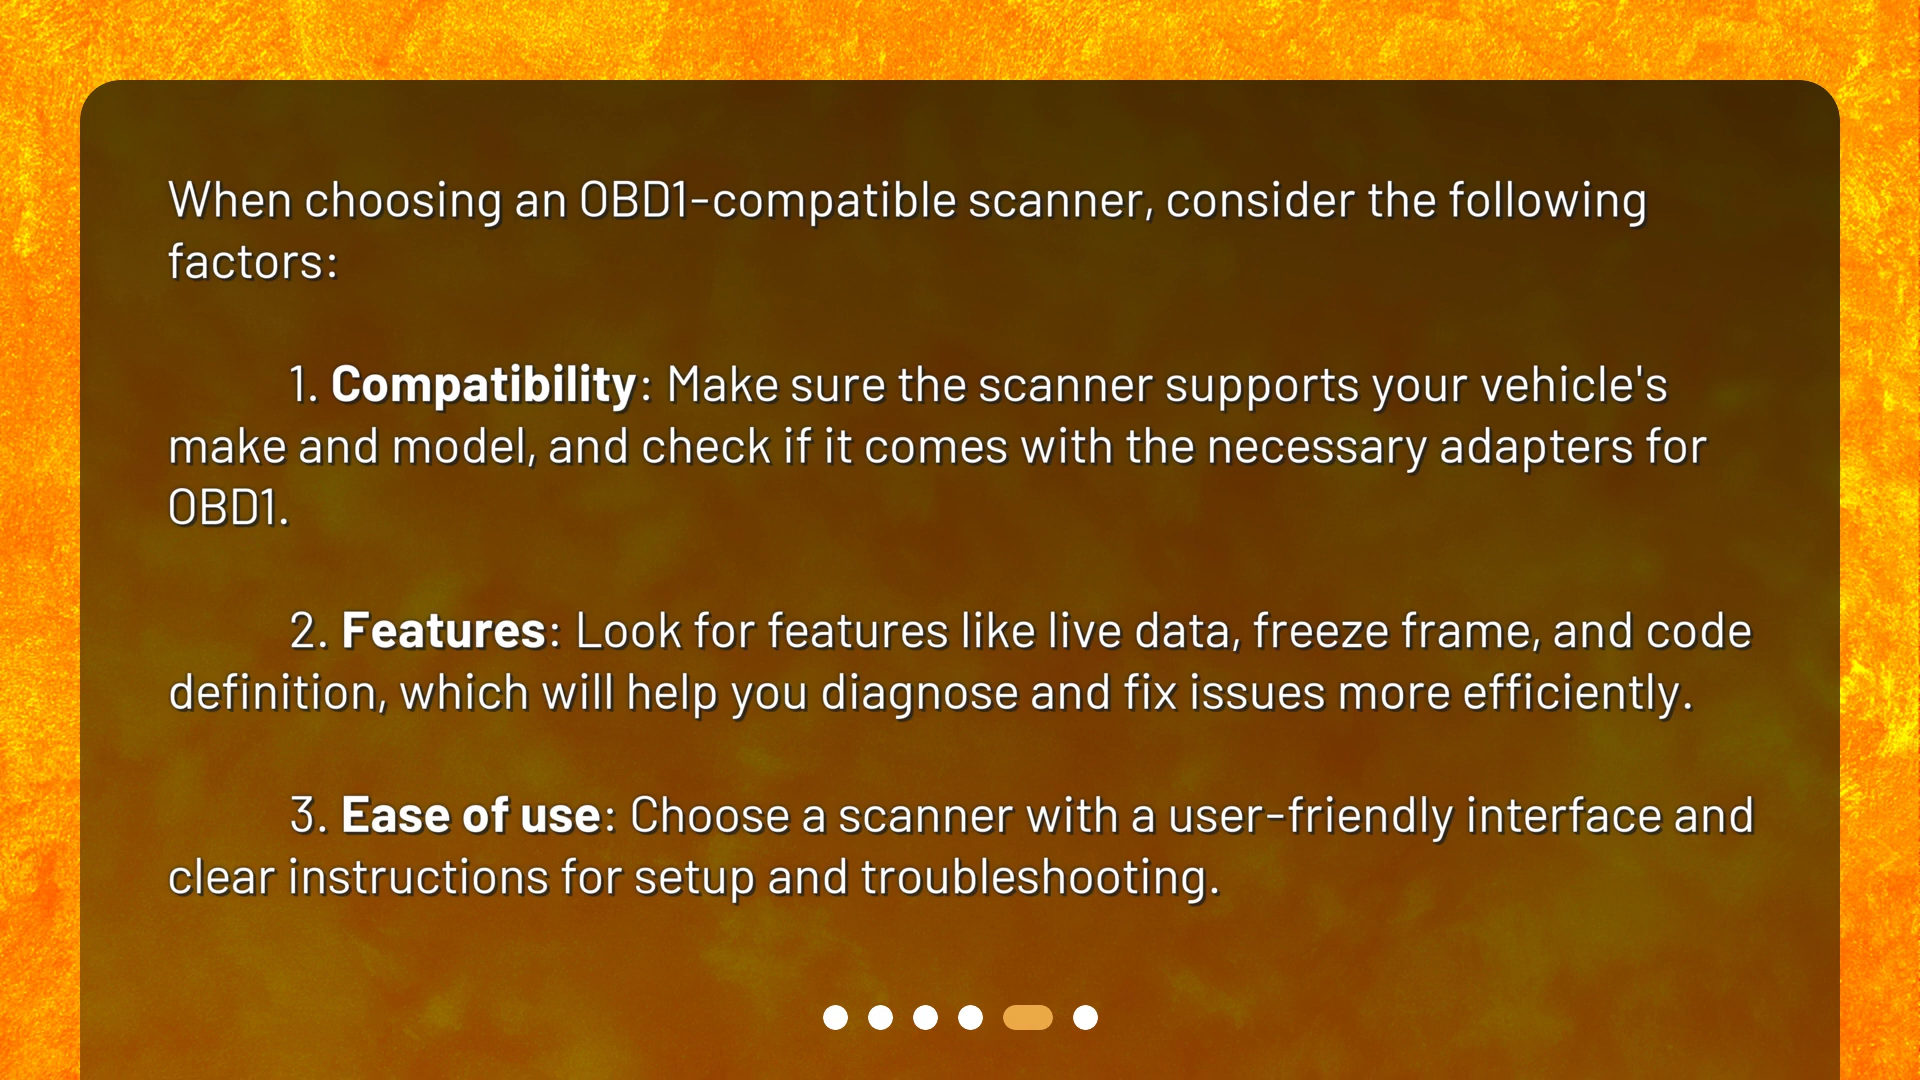 When choosing an OBD1-compatible scanner, consider the following
factors:
1. Compatibility: Make sure the scanner supports your vehicle's
make and model, and check if it comes with the necessary adapters for
OBD1.
2. Features: Look for features like live data, freeze frame, and code
definition, which will help you diagnose and fix issues more efficiently.
3. Ease of use: Choose a scanner with a user-friendly interface and
clear instructions for setup and troubleshooting.